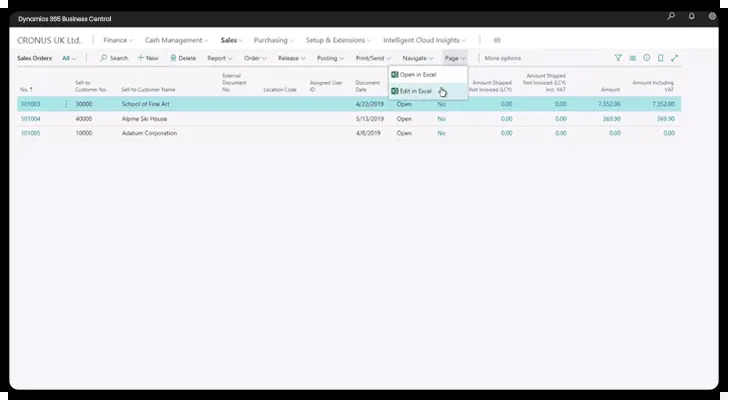 Dynamics 365 Business Central
CRONUS UK Ltd. Finance Cash Management Sales Purchasing Setup & Extensions Intelligent Cloud Insights
Sales Orders: All Search + New Delete Report Order Release Posting Print/Send Navigate Page More options
Open in Excel
Edit in Excel
No. ↑ Sell-to Customer No. Sell-to Customer Name External Document No. Location Code Assigned User ID Document Date Amount Shipped Not Invoiced (LCY) Amount Shipped Not Invoiced (LCY) Incl. VAT Amount Amount Including VAT
101003 30000 School of Fine Art 4/22/2019 Open No 0.00 0.00 7,352.00 7,352.00
101004 40000 Alpine Ski House 5/13/2019 Open No 0.00 0.00 369.90 369.90
101005 10000 Adatum Corporation 4/8/2019 Open No 0.00 0.00 0.00 0.00